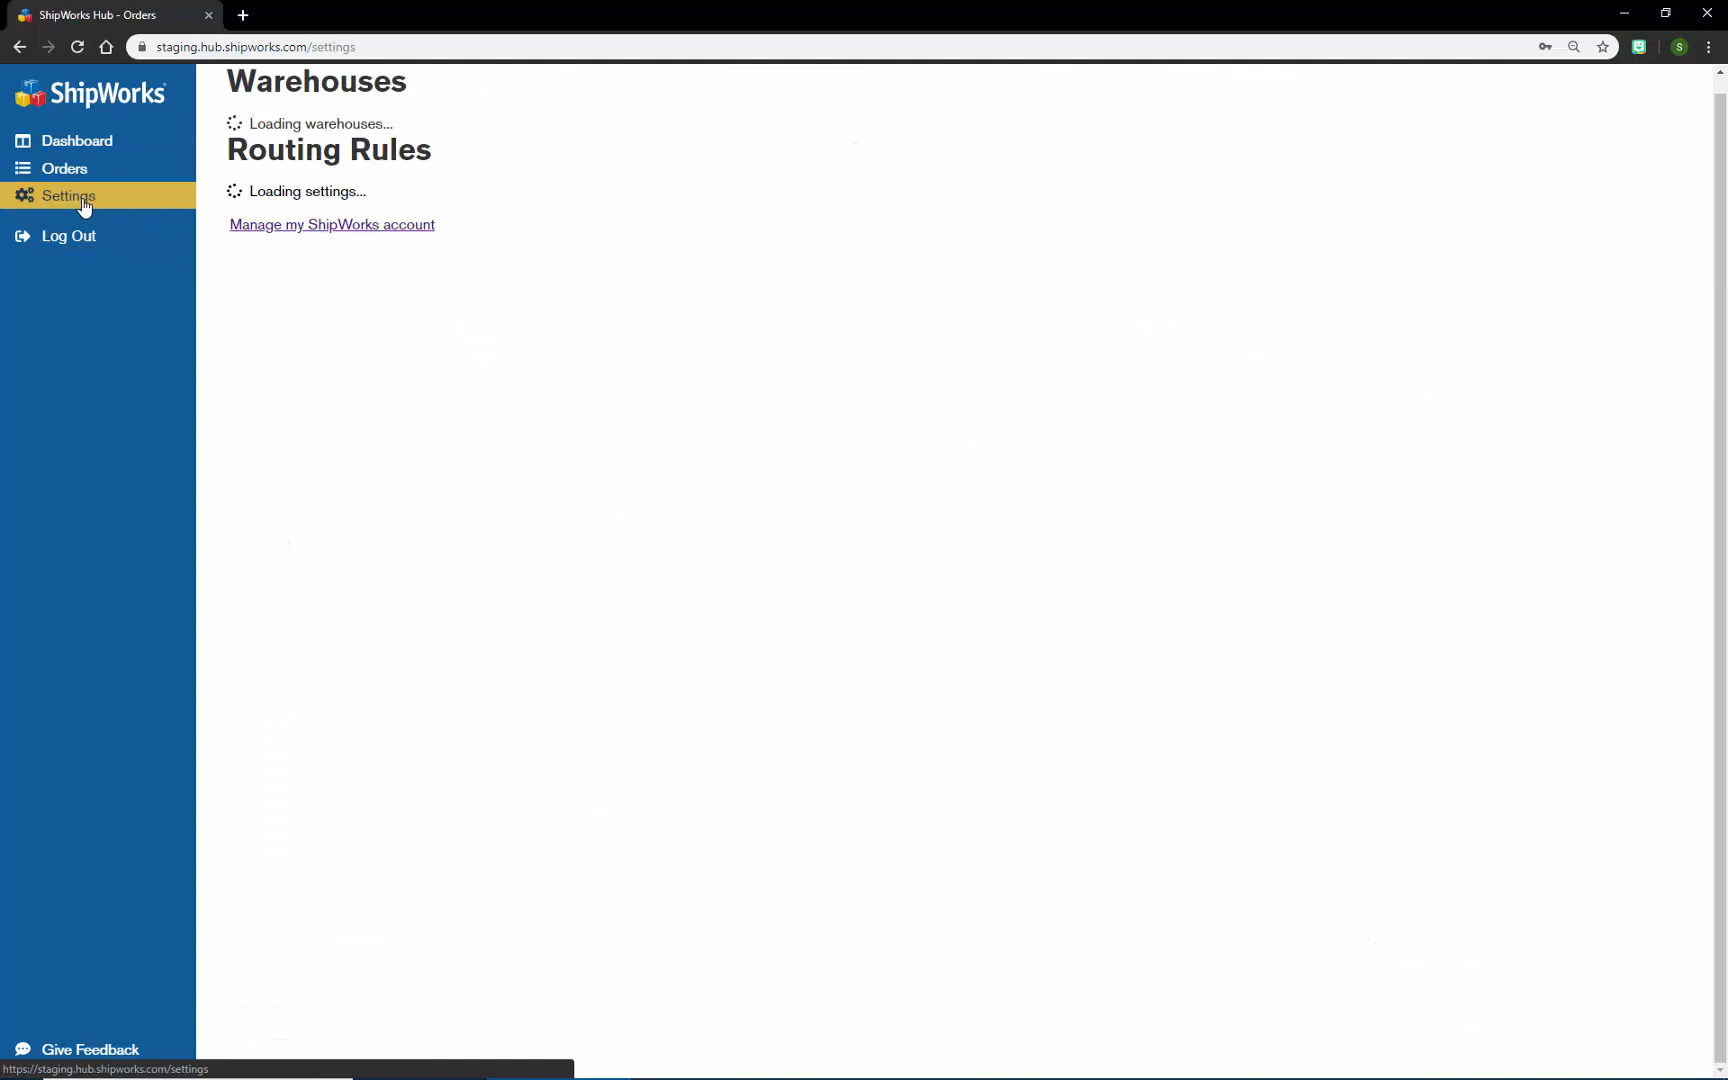 ShipWorks Hub - Orders
staging.hub.shipworks.com/settings
S
ShipWorks
Dashboard
Orders
Settings
Log Out
Warehouses
Loading warehouses...
Routing Rules
Loading settings...
Manage my ShipWorks account
Give Feedback
https://staging.hub.shipworks.com/settings